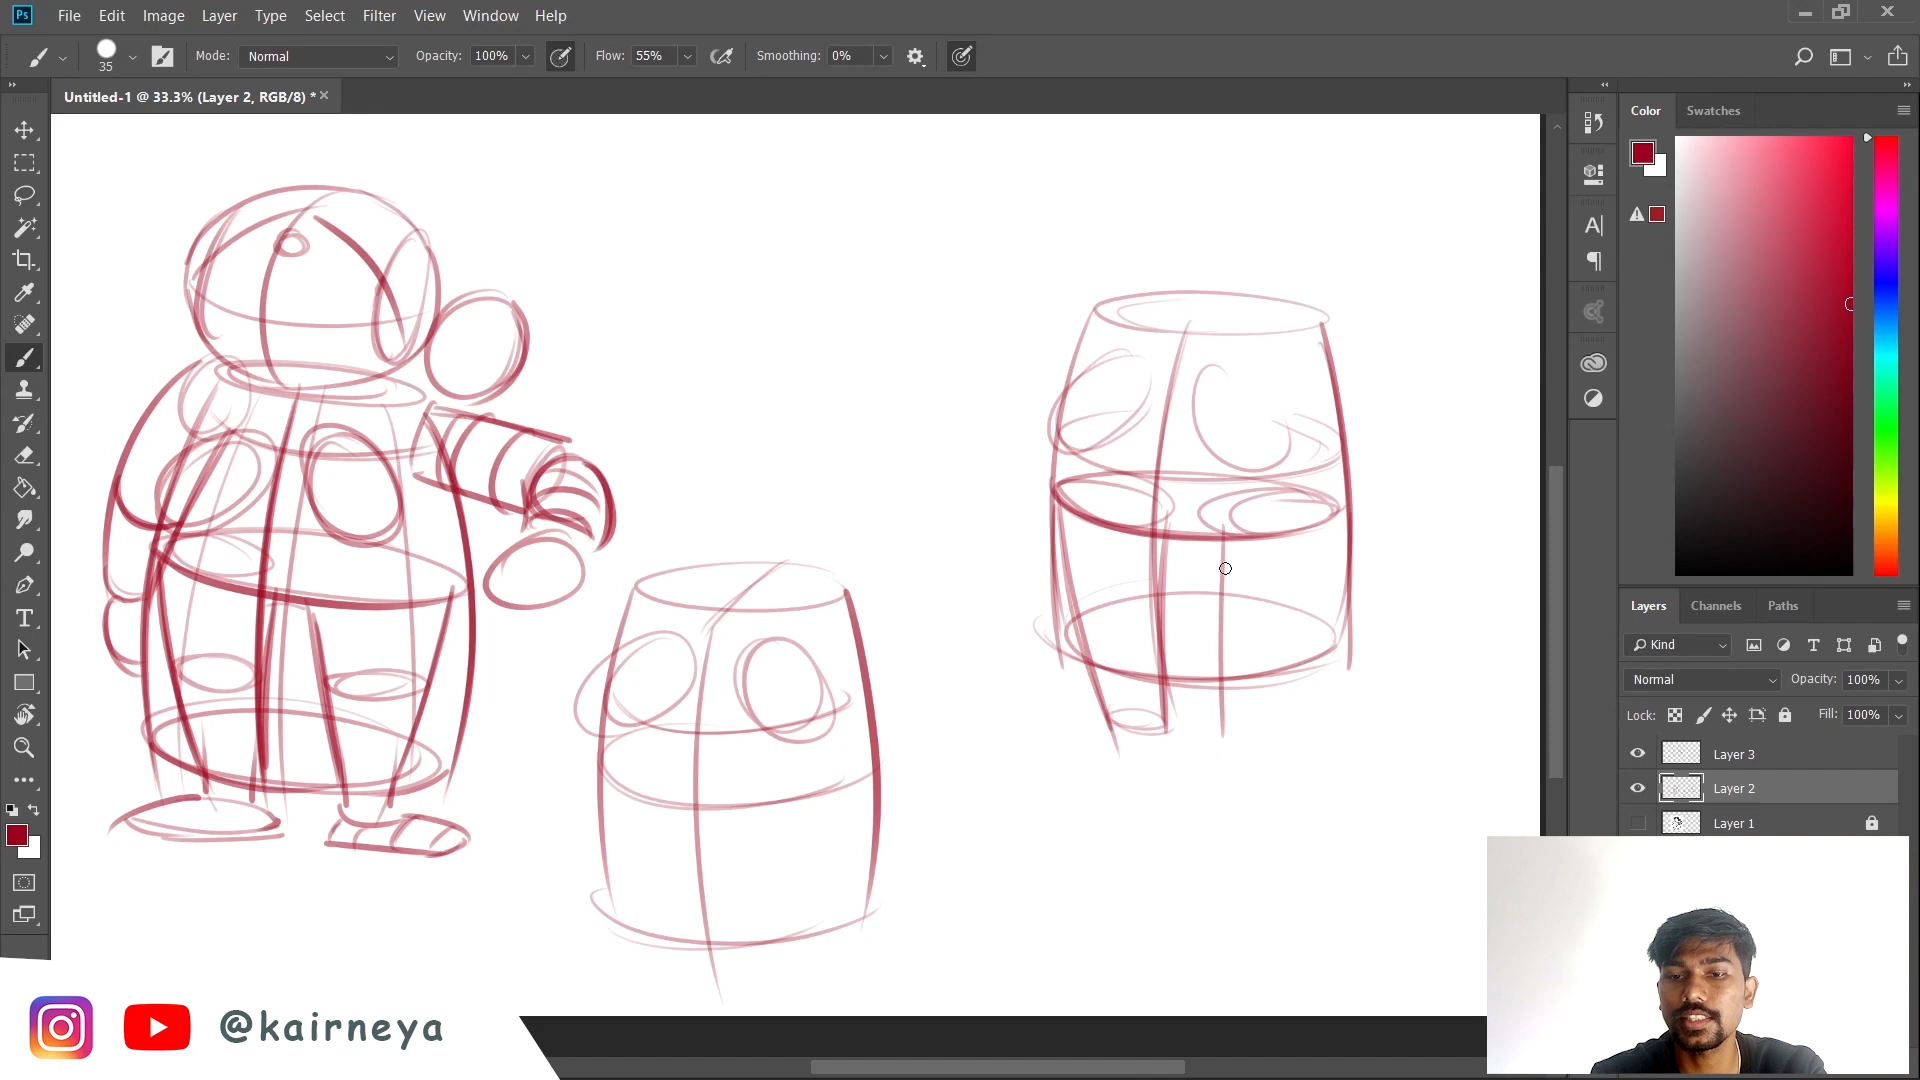 Ps File Edit Image Layer Type Select Filter View Window Help
35 Mode: Normal Opacity: 100% Flow: 55% Smoothing: 0%
Untitled-1 @ 33.3% (Layer 2, RGB/8) *
Color Swatches
Layers Channels Paths
Kind
Normal Opacity: 100%
Lock: Fill: 100%
Layer 3
Layer 2
Layer 1
@kairneya